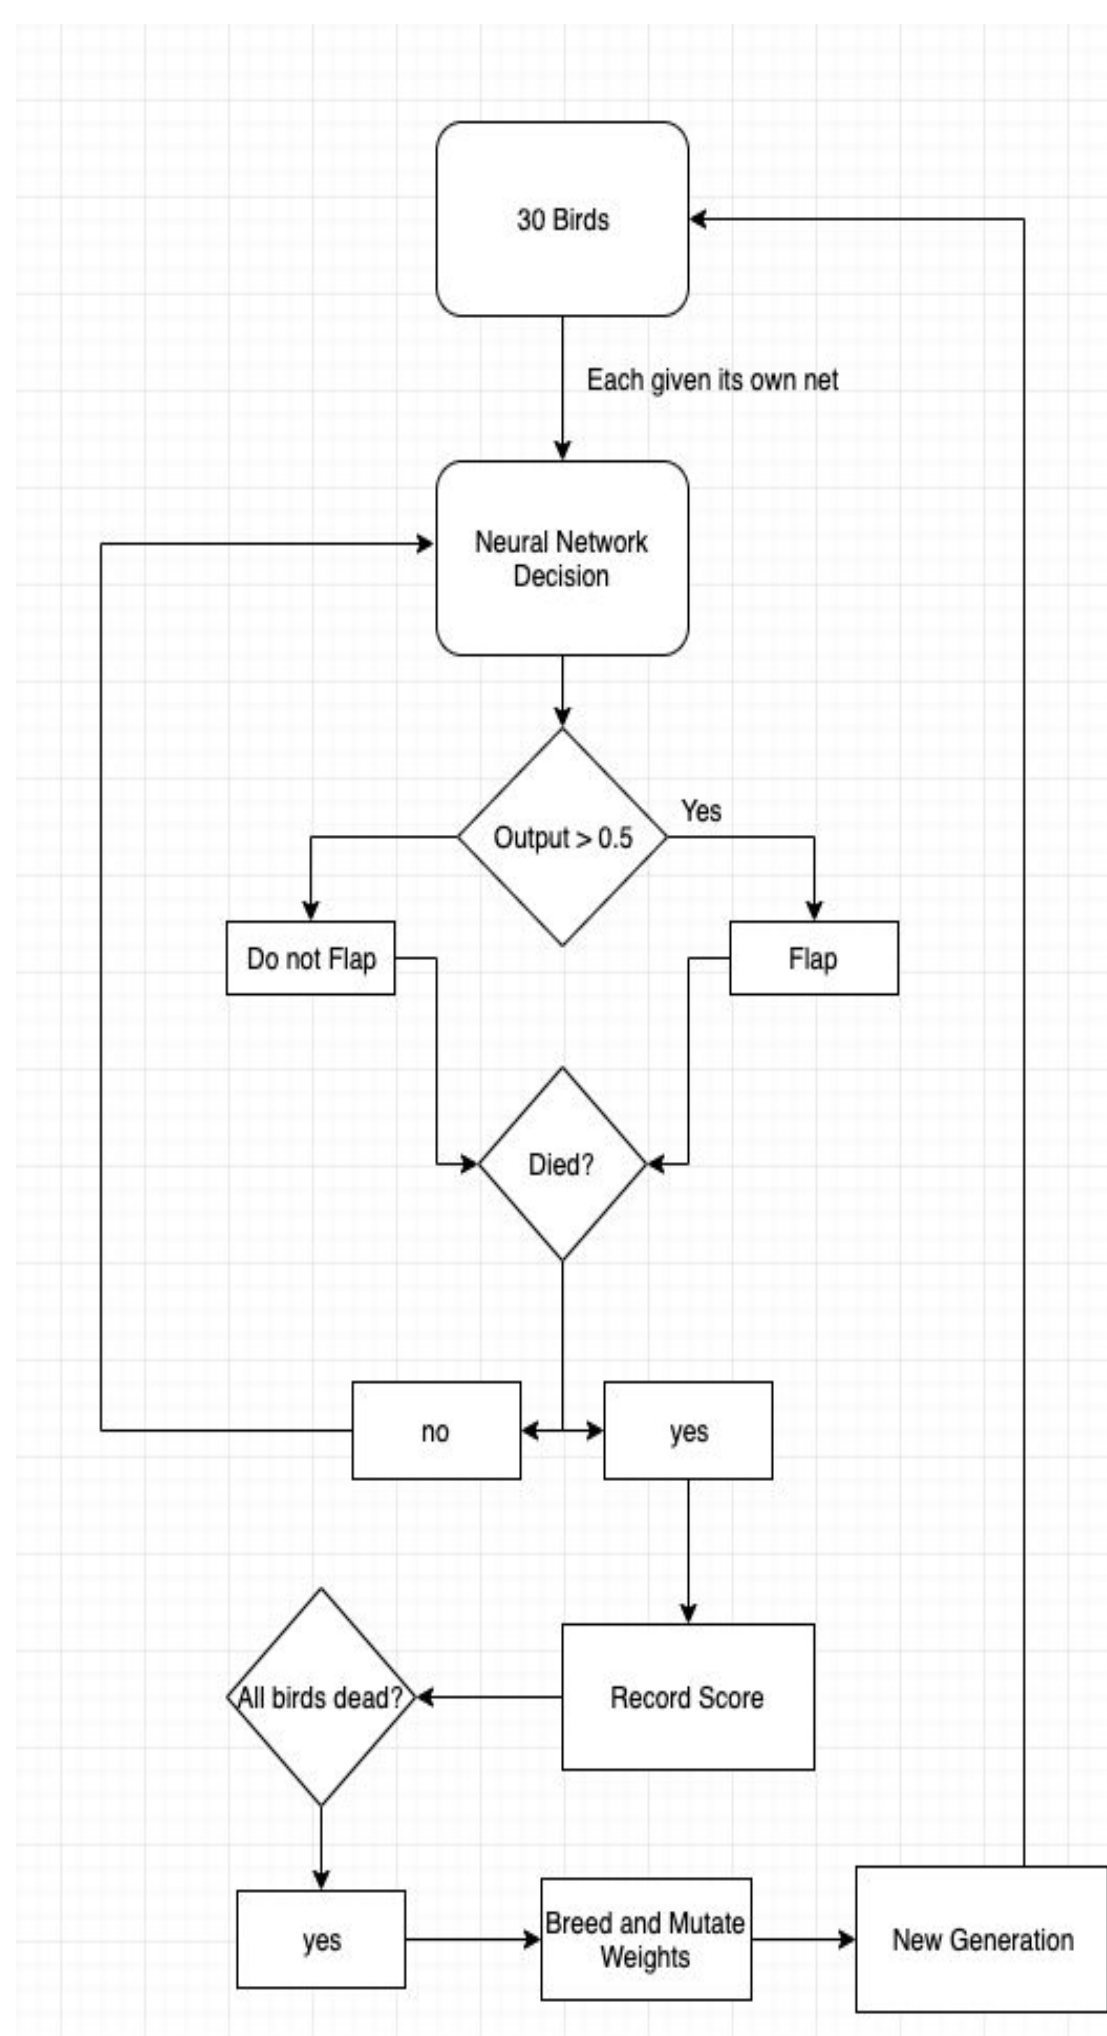 30 Birds
Each given its own net
Neural Network
Decision
Yes
Output > 0.5
Do not Flap
Flap
Died?
no
yes
All birds dead?
Record Score
yes
Breed and Mutate
Weights
New Generation